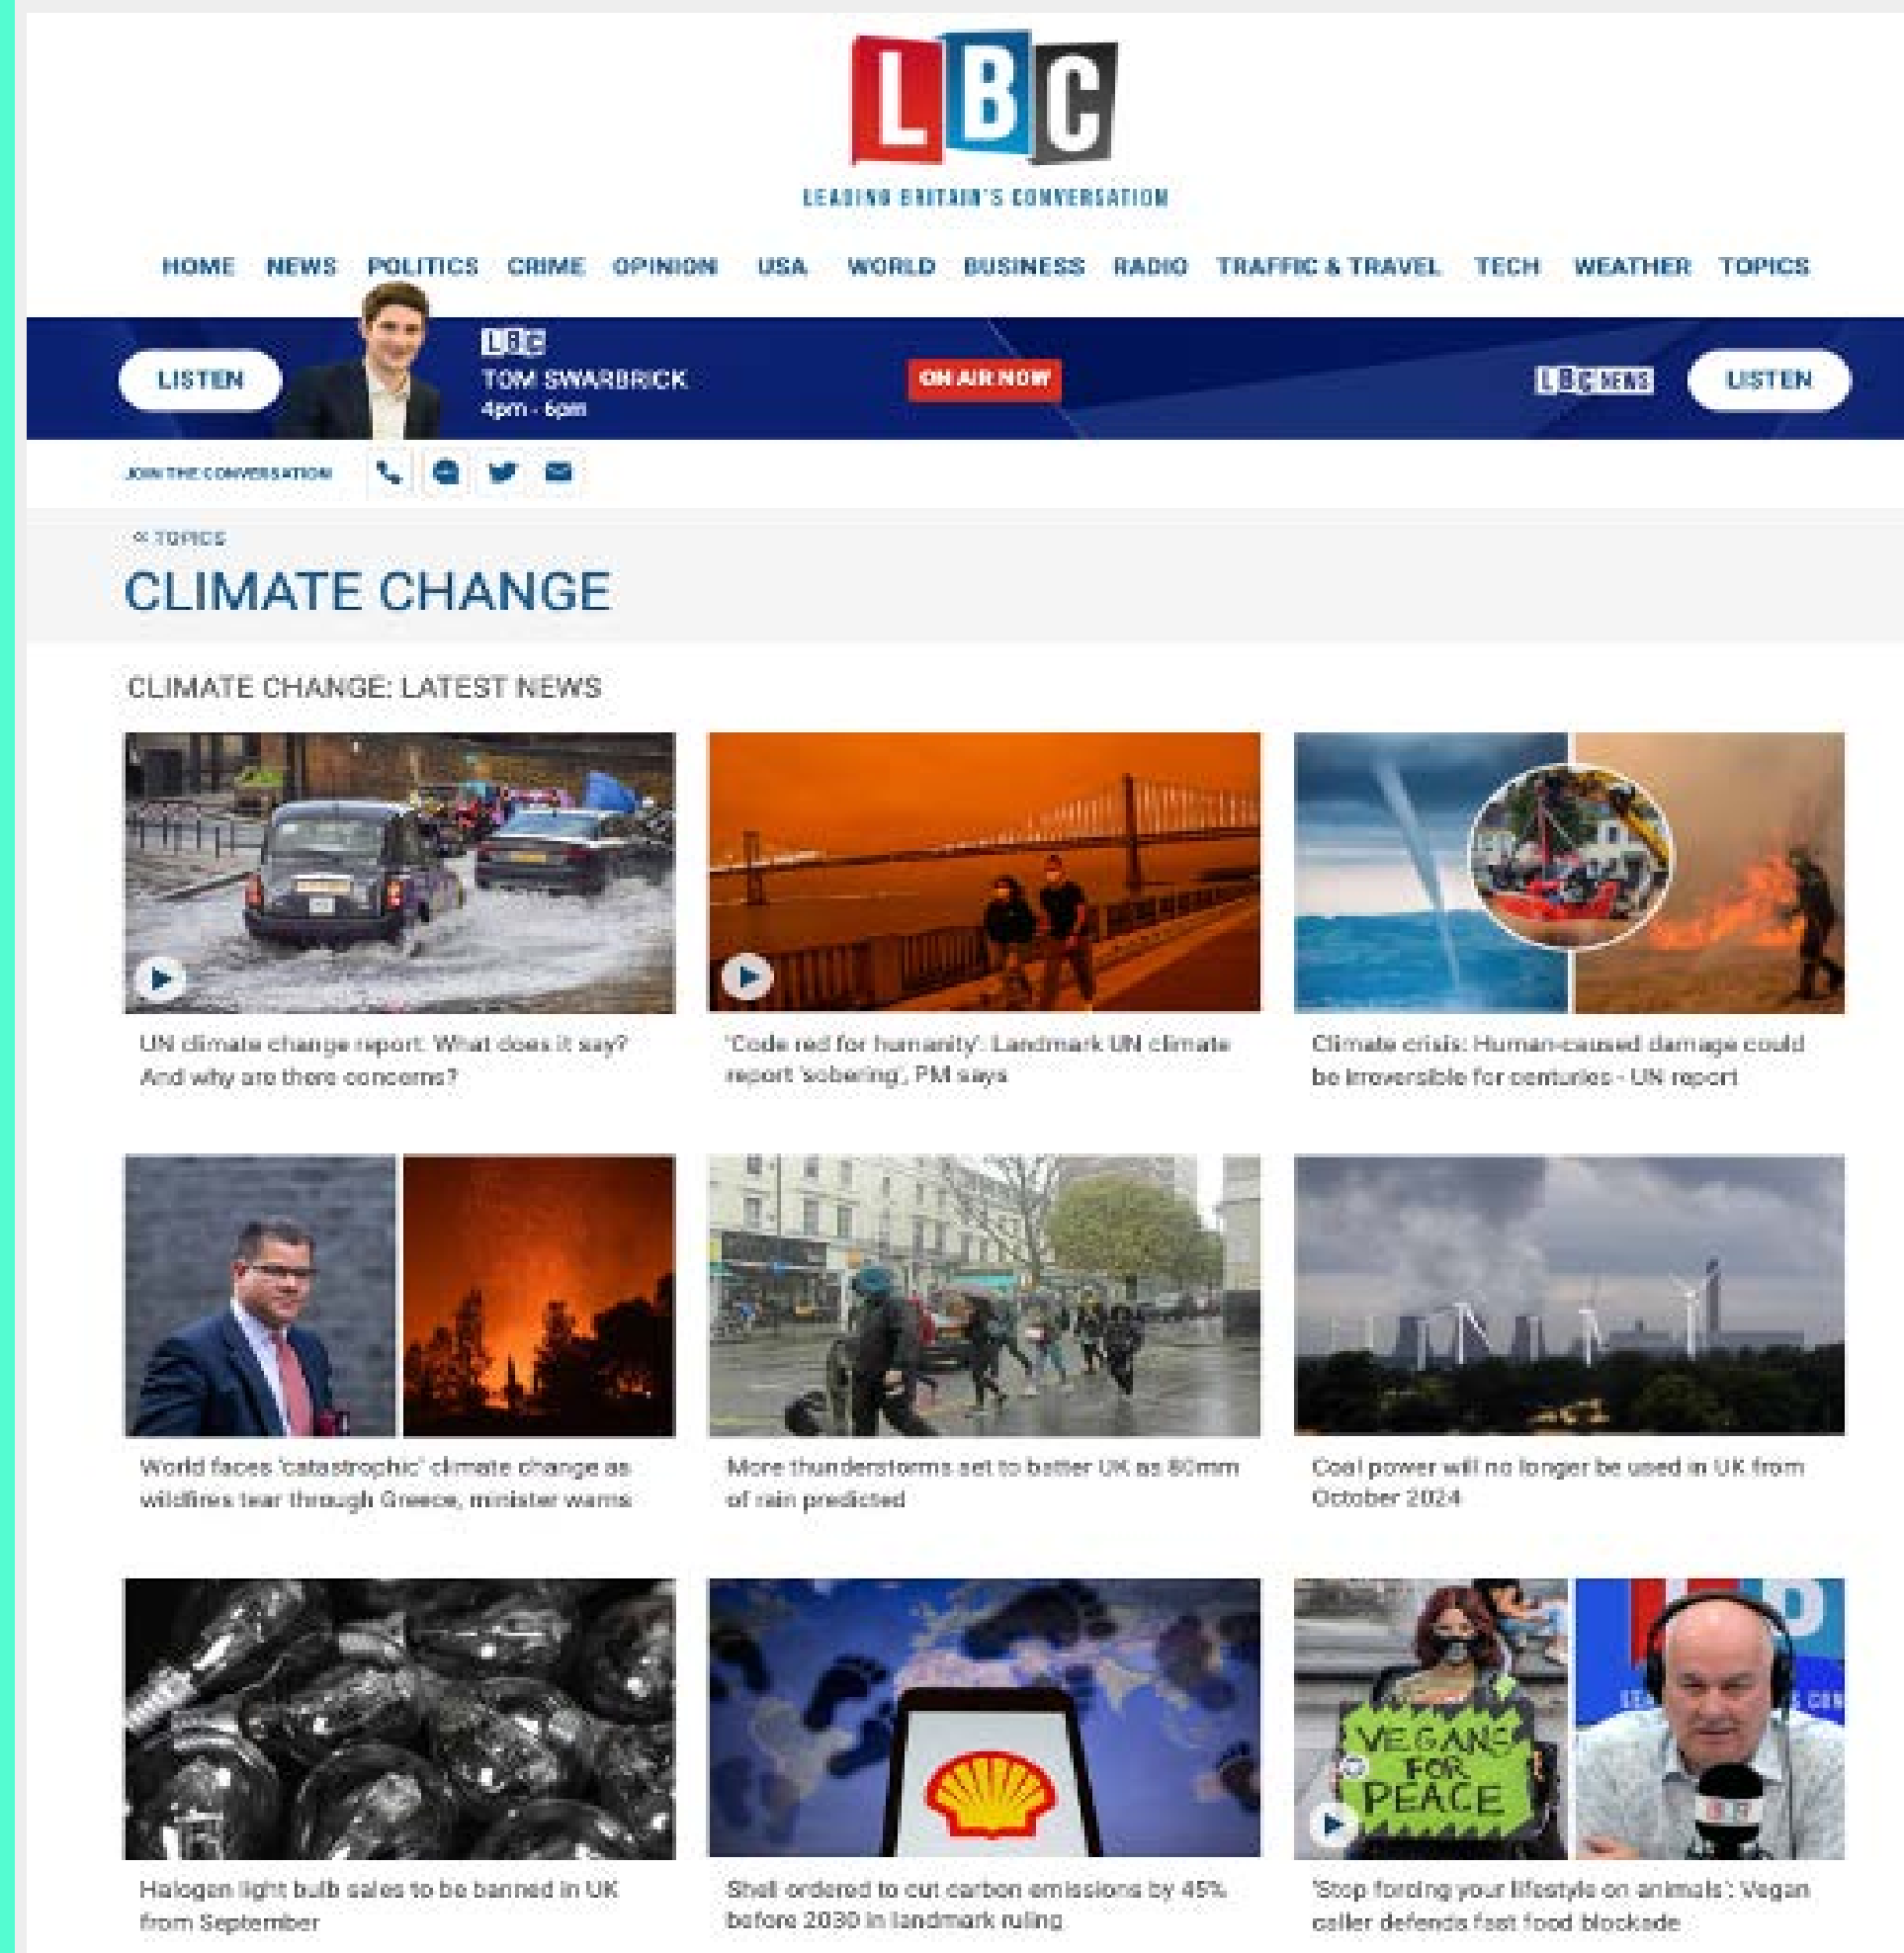 LBC
LEADING BRITAIN'S CONVERSATION
HOME NEWS POLITICS CRIME OPINION USA WORLD BUSINESS RADIO TRAFFIC & TRAVEL TECH WEATHER TOPICS
LISTEN
LBC
TOM SWARBRICK
4pm - 6pm
ON AIR NOW
LBC NEWS
LISTEN
JOIN THE CONVERSATION
« TOPICS
CLIMATE CHANGE
CLIMATE CHANGE: LATEST NEWS
UN climate change report: What does it say?
And why are there concerns?
'Code red for humanity': Landmark UN climate
report 'sobering', PM says
Climate crisis: Human-caused damage could
be irreversible for centuries - UN report
World faces 'catastrophic' climate change as
wildfires tear through Greece, minister warns
More thunderstorms set to batter UK as 80mm
of rain predicted
Coal power will no longer be used in UK from
October 2024
VEGANS
FOR
PEACE
LBC
Halogen light bulb sales to be banned in UK
from September
Shell ordered to cut carbon emissions by 45%
before 2030 in landmark ruling
'Stop forcing your lifestyle on animals': Vegan
caller defends fast food blockade